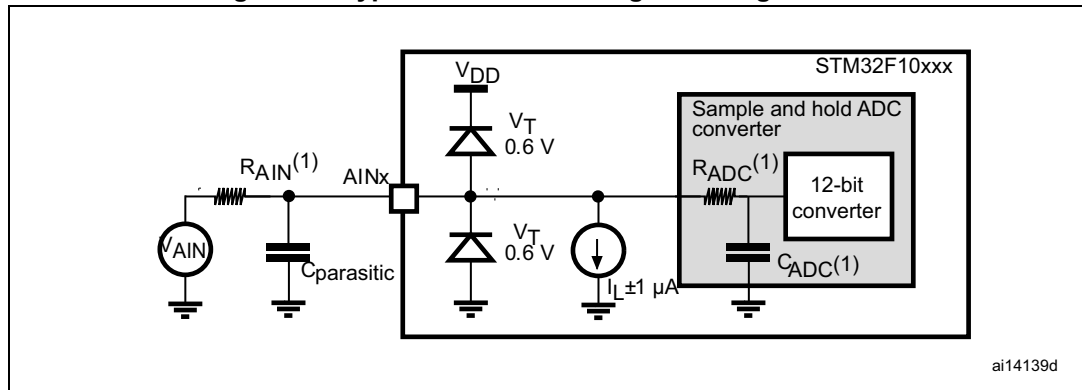 STM32F10xxx
VDD
Sample and hold ADC
converter
VT
0.6 V
RAIN(1)
AINx
RADC(1)
12-bit
converter
VAIN
Cparasitic
VT
0.6 V
IL±1 µA
CADC(1)
ai14139d